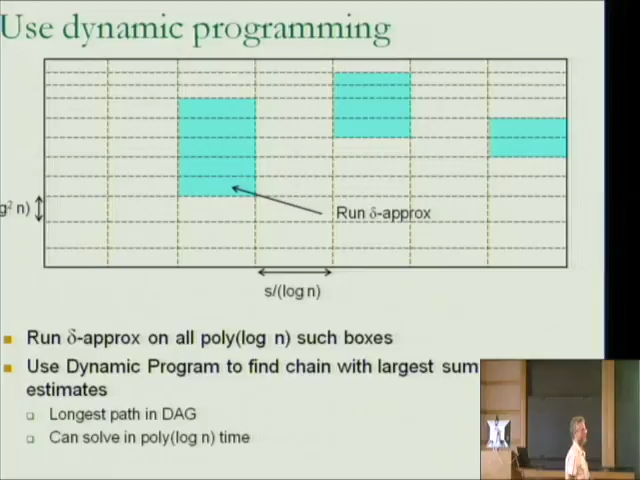 Use dynamic programming
g² n)
Run δ-approx
s/(log n)
Run δ-approx on all poly(log n) such boxes
Use Dynamic Program to find chain with largest sum
estimates
Longest path in DAG
Can solve in poly(log n) time